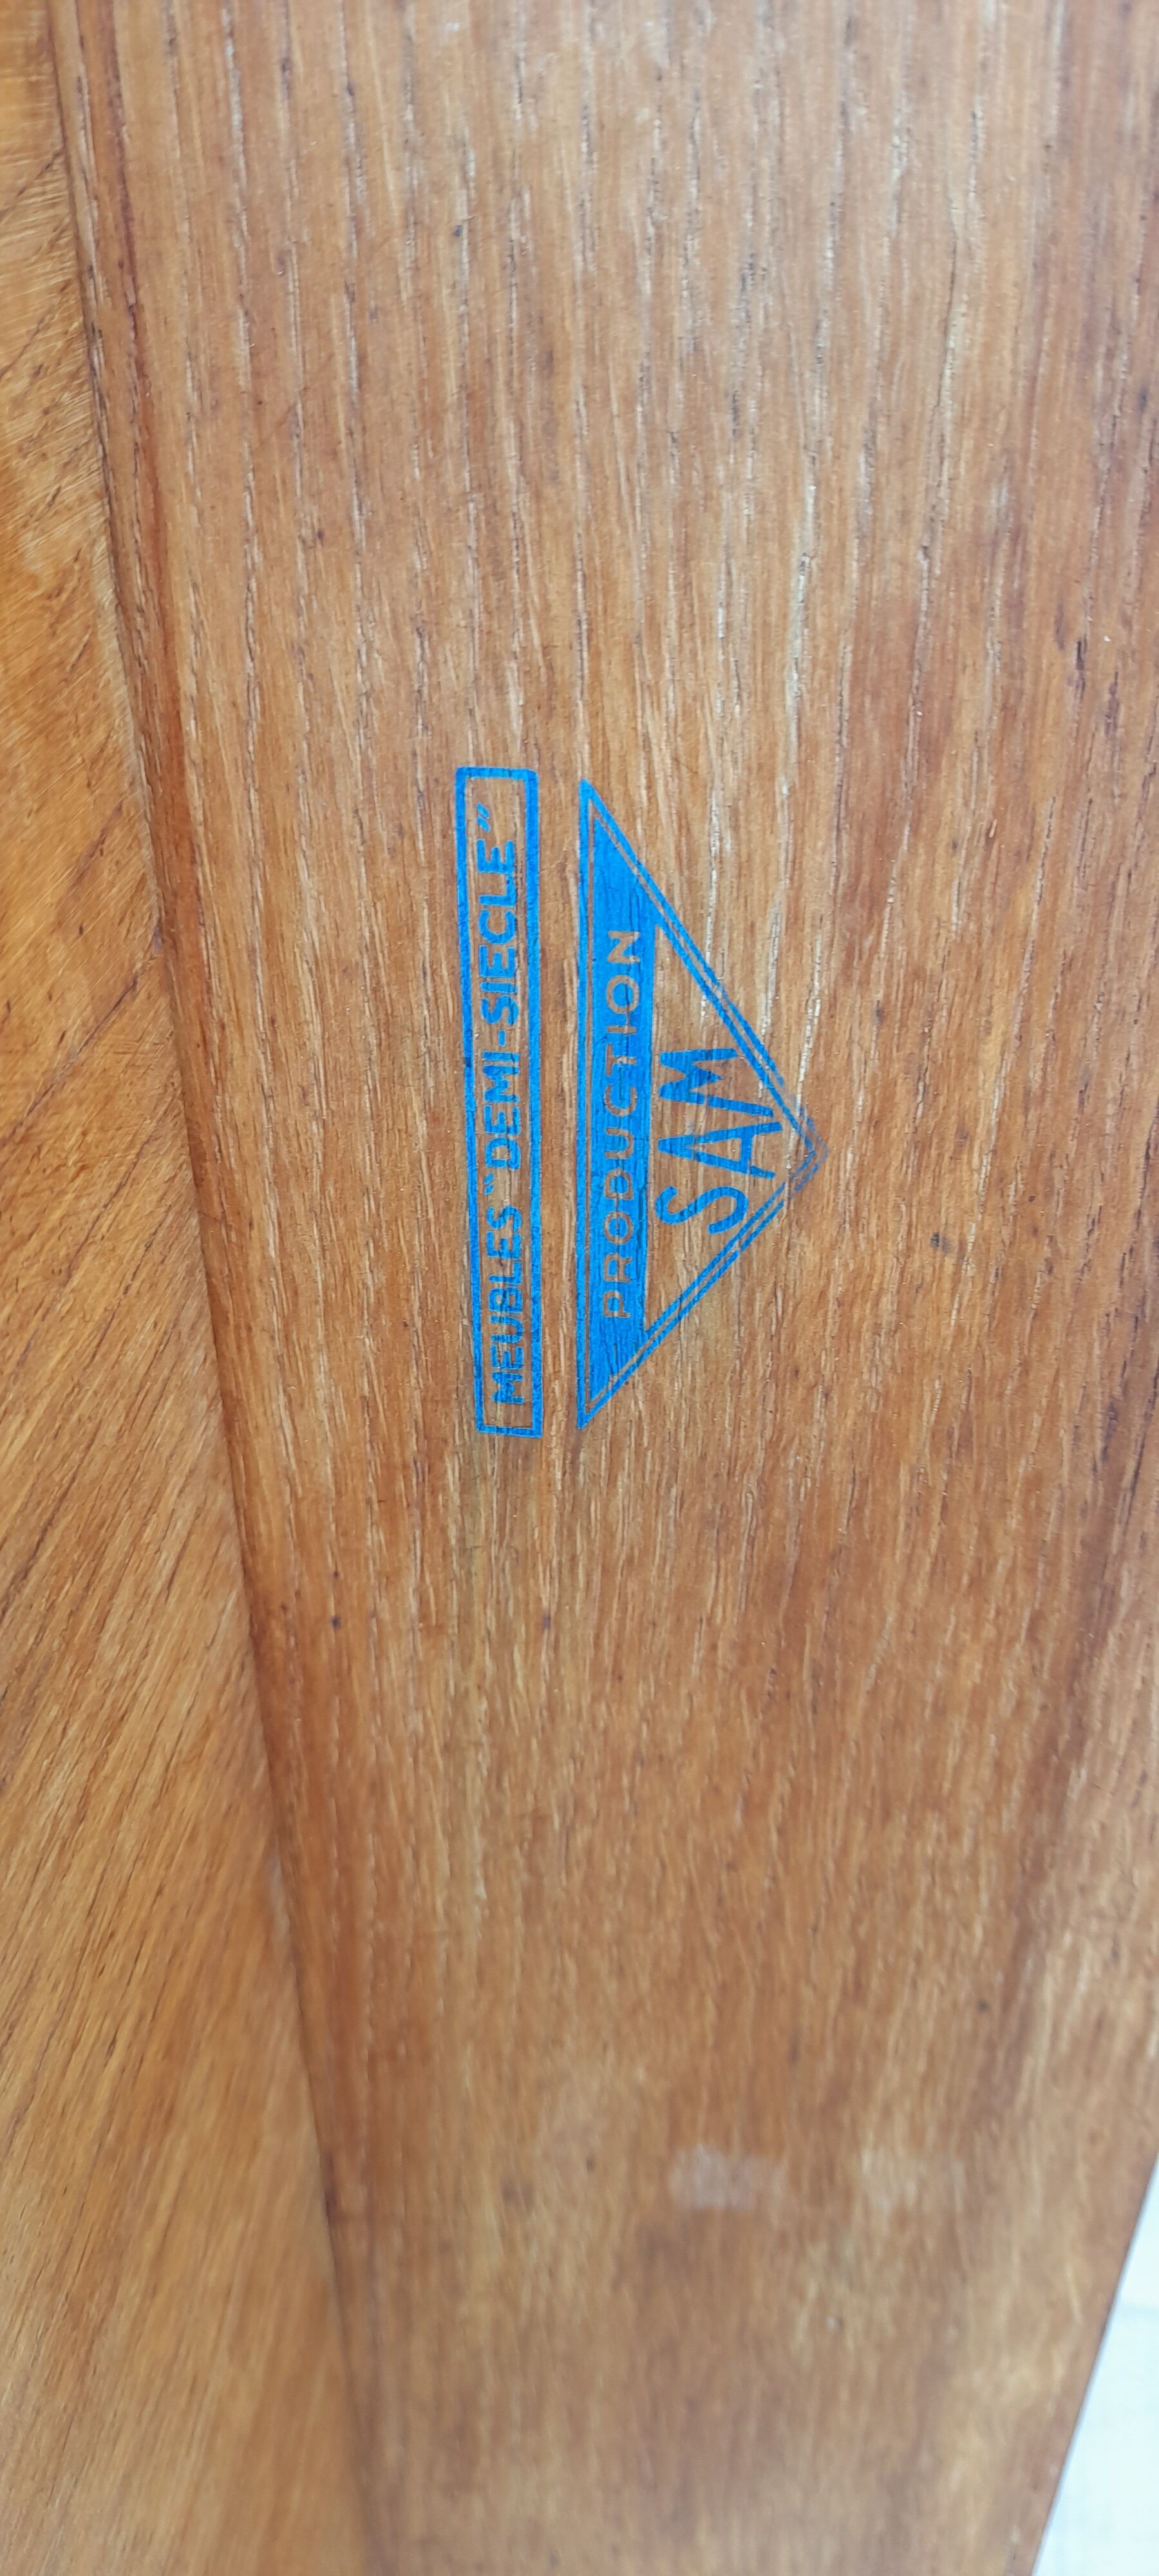 MEUBLES "DEMI-SIECLE"
PRODUCTION
SAM